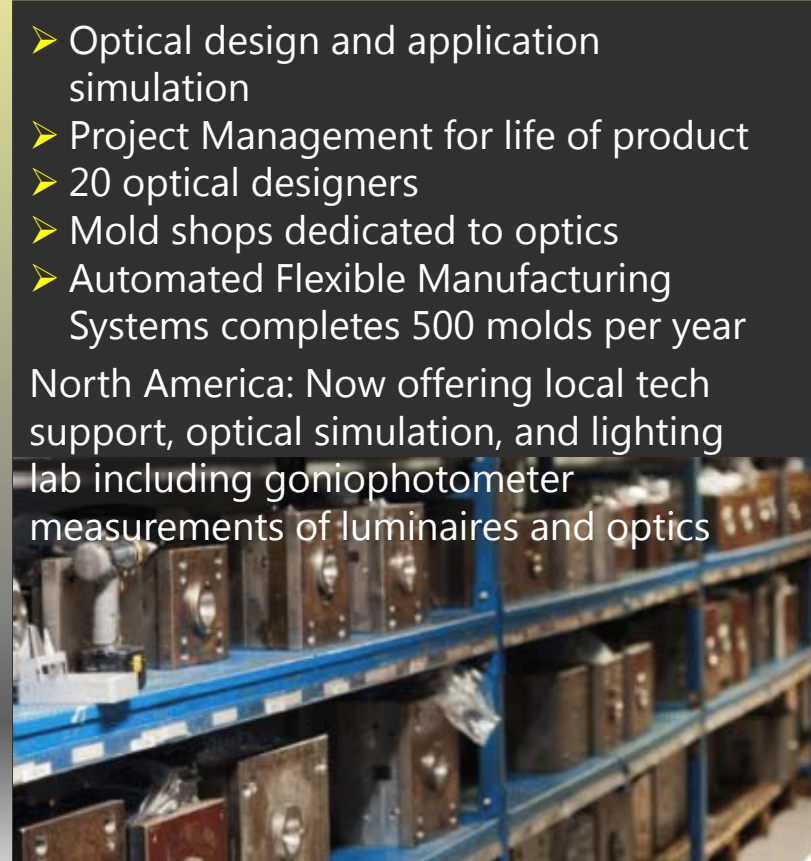 ➤ Optical design and application
simulation
➤ Project Management for life of product
➤ 20 optical designers
➤ Mold shops dedicated to optics
➤ Automated Flexible Manufacturing
Systems completes 500 molds per year
North America: Now offering local tech
support, optical simulation, and lighting
lab including goniophotometer
measurements of luminaires and optics